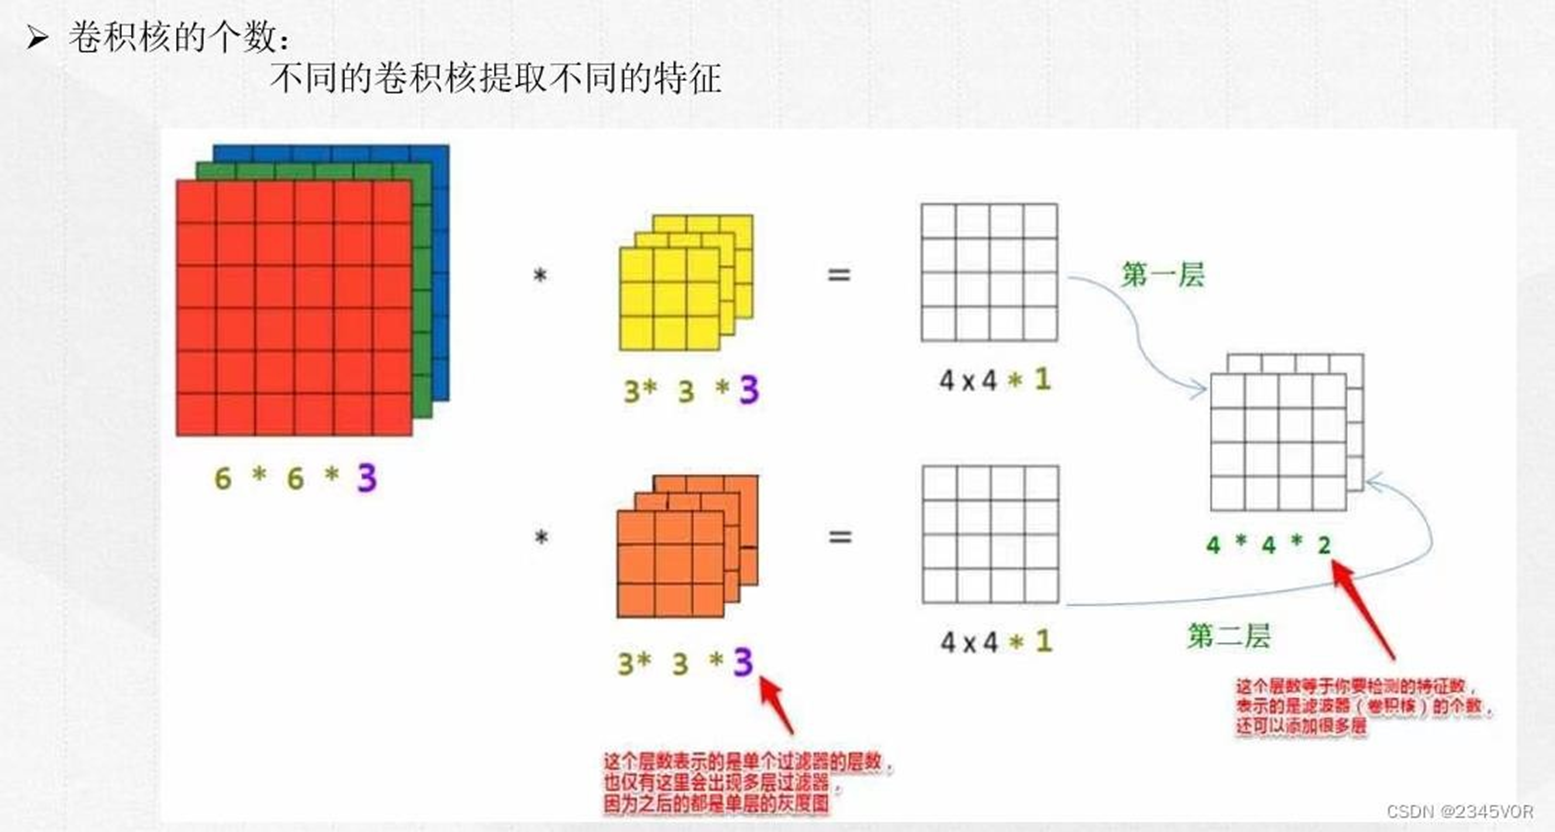 ➤ 卷积核的个数：
不同的卷积核提取不同的特征
*
=
第一层
3* 3 *3
4x4*1
6 * 6 * 3
*
=
4 * 4 * 2
3* 3 *3
4x4*1
第二层
这个层数等于你要检测的特征数，
表示的是滤波器（卷积核）的个数，
还可以添加很多层
这个层数表示的是单个过滤器的层数，
也仅有这里会出现多层过滤器，
因为之后的都是单层的灰度图
CSDN @2345VOR